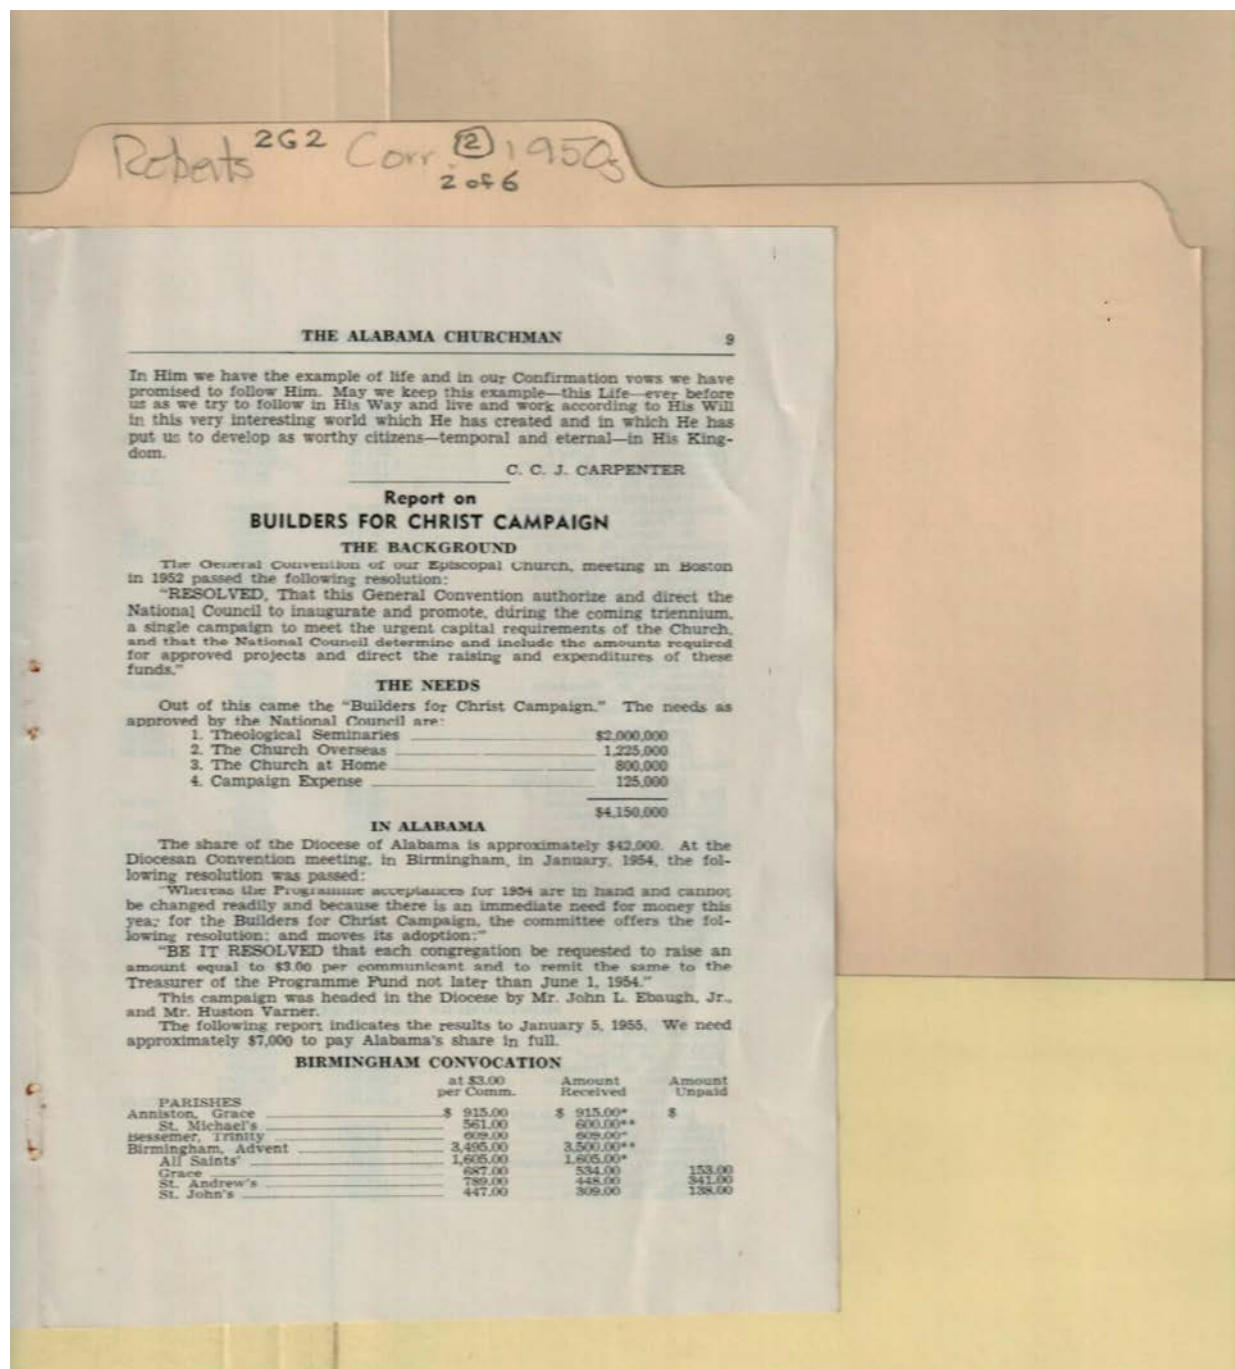 Roberts 2G2 Corr. 2 1950s
2 of 6
THE ALABAMA CHURCHMAN 9
In Him we have the example of life and in our Confirmation vows we have
promised to follow Him. May we keep this example—this Life—ever before
us as we try to follow in His Way and live and work according to His Will
in this very interesting world which He has created and in which He has
put us to develop as worthy citizens—temporal and eternal—in His King-
dom.
C. C. J. CARPENTER
Report on
BUILDERS FOR CHRIST CAMPAIGN
THE BACKGROUND
The General Convention of our Episcopal Church, meeting in Boston
in 1952 passed the following resolution:
"RESOLVED, That this General Convention authorize and direct the
National Council to inaugurate and promote, during the coming triennium,
a single campaign to meet the urgent capital requirements of the Church,
and that the National Council determine and include the amounts required
for approved projects and direct the raising and expenditures of these
funds."
THE NEEDS
Out of this came the "Builders for Christ Campaign." The needs as
approved by the National Council are:
1. Theological Seminaries $2,000,000
2. The Church Overseas 1,225,000
3. The Church at Home 800,000
4. Campaign Expense 125,000
$4,150,000
IN ALABAMA
The share of the Diocese of Alabama is approximately $42,000. At the
Diocesan Convention meeting, in Birmingham, in January, 1954, the fol-
lowing resolution was passed:
"Whereas the Programme acceptances for 1954 are in hand and cannot
be changed readily and because there is an immediate need for money this
year for the Builders for Christ Campaign, the committee offers the fol-
lowing resolution; and moves its adoption:"
"BE IT RESOLVED that each congregation be requested to raise an
amount equal to $3.00 per communicant and to remit the same to the
Treasurer of the Programme Fund not later than June 1, 1954."
This campaign was headed in the Diocese by Mr. John L. Ebaugh, Jr.,
and Mr. Huston Varner.
The following report indicates the results to January 5, 1955. We need
approximately $7,000 to pay Alabama's share in full.
BIRMINGHAM CONVOCATION
at $3.00 Amount Amount
per Comm. Received Unpaid
PARISHES
Anniston, Grace $ 915.00 $ 915.00* $
St. Michael's 561.00 600.00**
Bessemer, Trinity 609.00 609.00*
Birmingham, Advent 3,495.00 3,500.00**
All Saints' 1,605.00 1,605.00*
Grace 687.00 534.00 153.00
St. Andrew's 789.00 448.00 341.00
St. John's 447.00 309.00 138.00